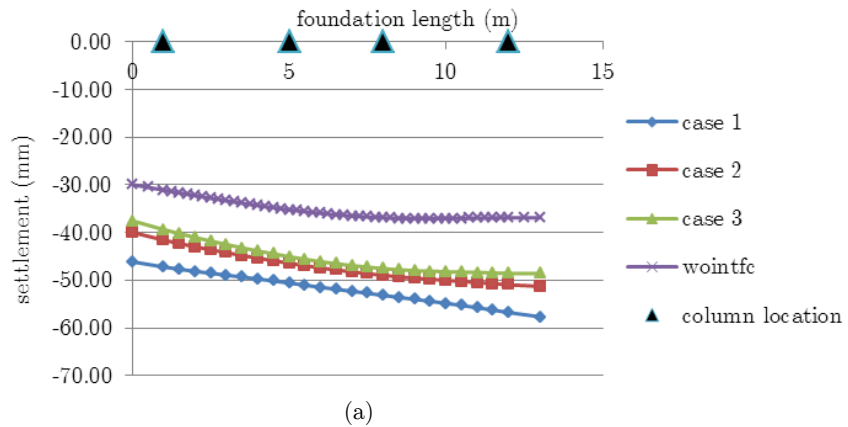 foundation length (m)
0.00
0 5 10 15
-10.00
-20.00
-30.00
-40.00
-50.00
-60.00
-70.00
settlement (mm)
case 1
case 2
case 3
wointfc
column location
(a)